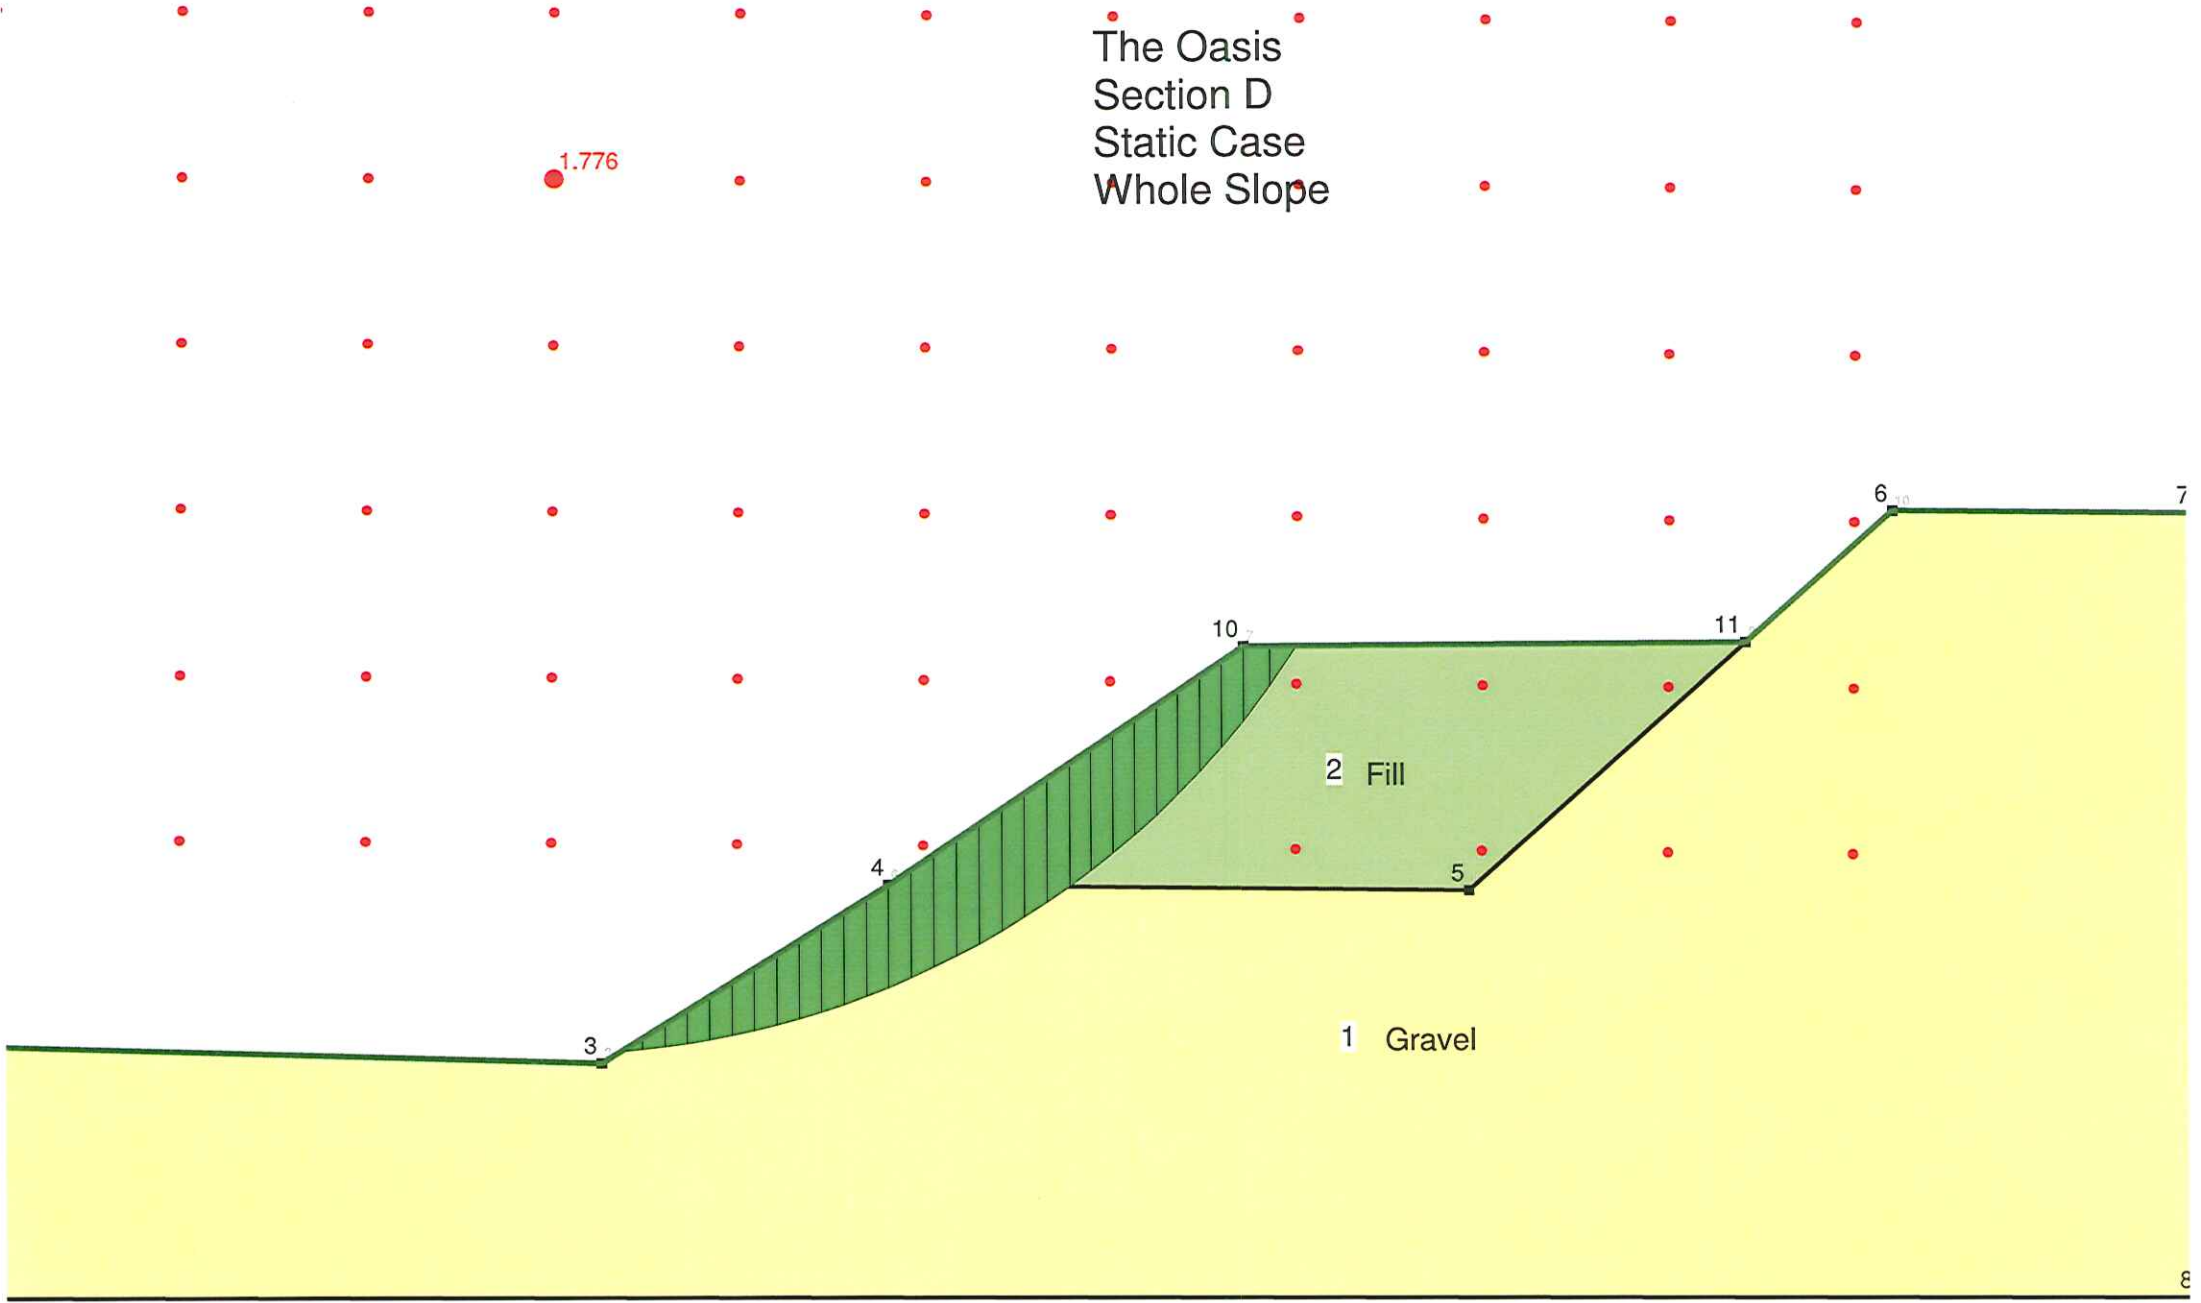 The Oasis
Section D
Static Case
1.776
Whole Slope
6
7
10
11
2 Fill
4
5
3
1 Gravel
8